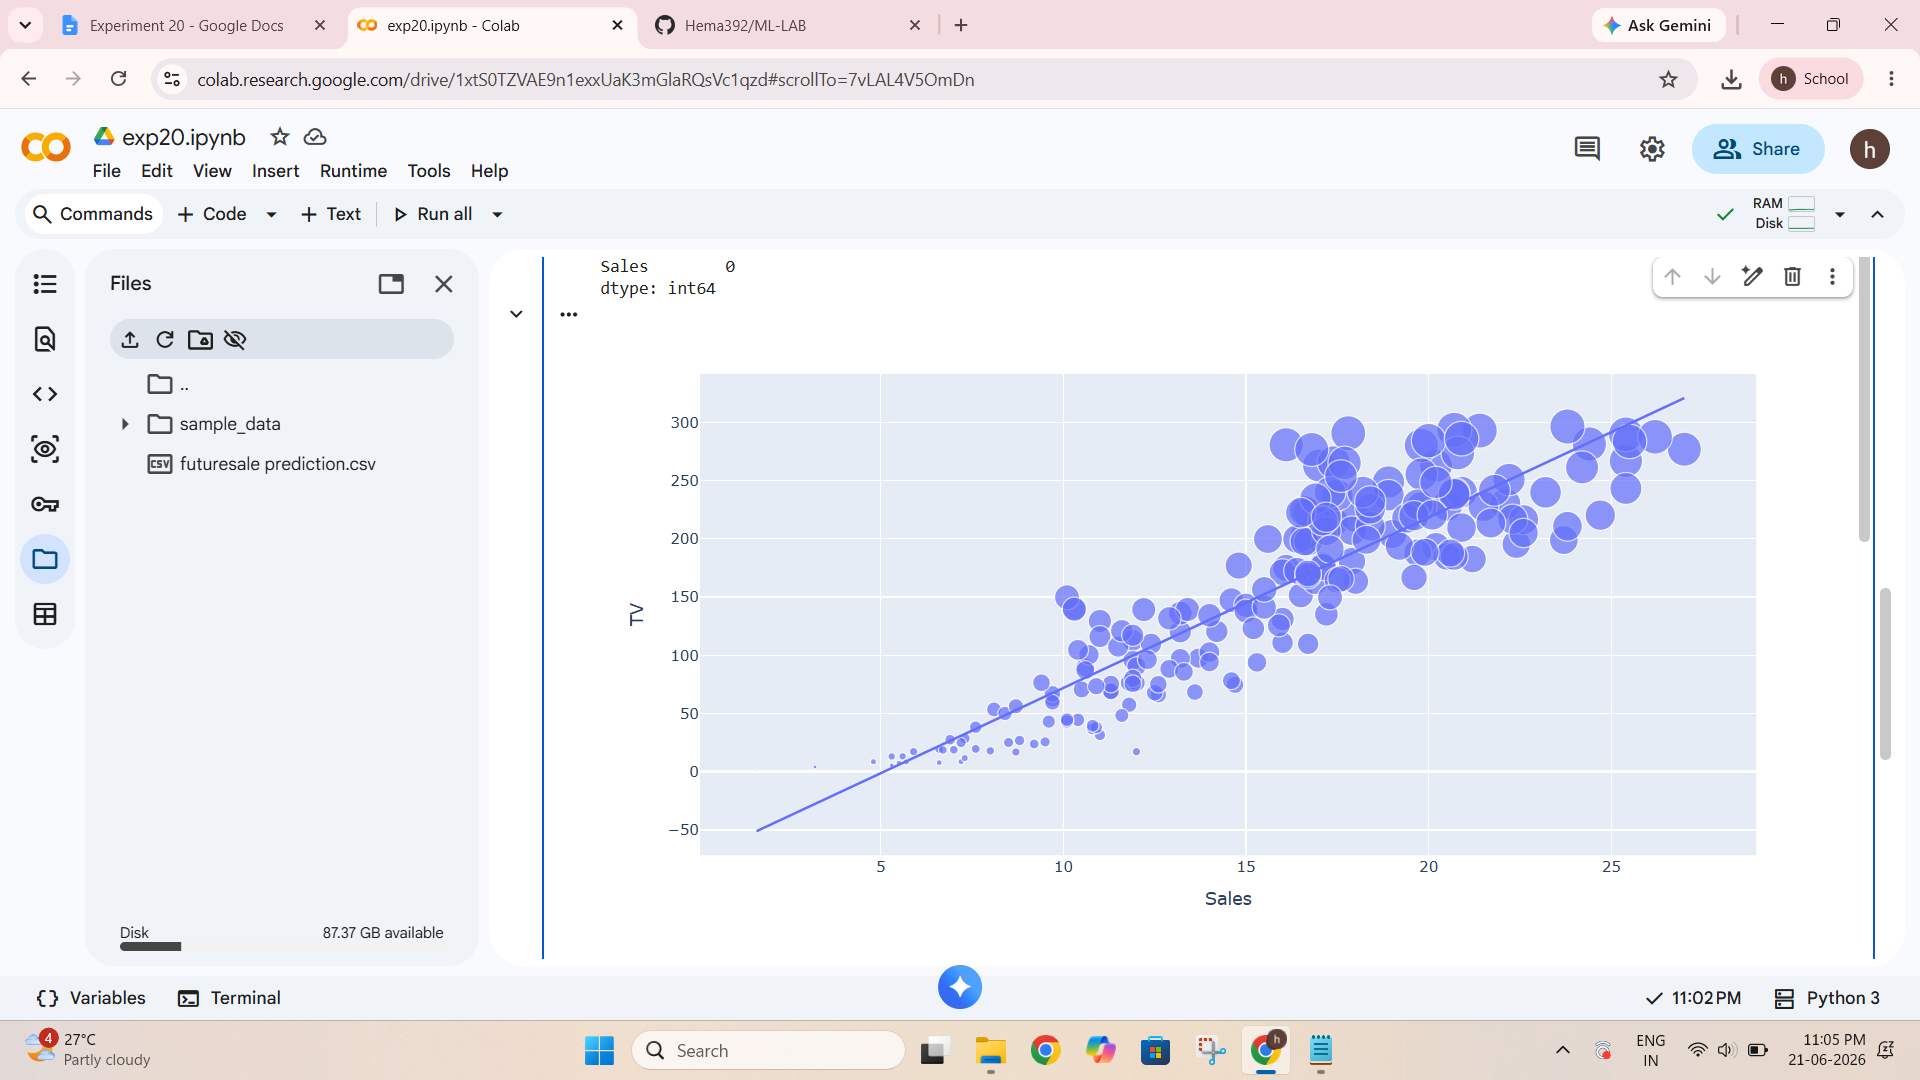 Experiment 20 - Google Docs
exp20.ipynb - Colab
Hema392/ML-LAB
Ask Gemini
colab.research.google.com/drive/1xtS0TZVAE9n1exxUaK3mGlaRQsVc1qzd#scrollTo=7vLAL4V5OmDn
h
School
CO
exp20.ipynb
File Edit View Insert Runtime Tools Help
Share
h
Commands
+ Code
+ Text
Run all
RAM
Disk
Files
..
sample_data
CSV
futuresale prediction.csv
Disk
87.37 GB available
Sales 0
dtype: int64
300
250
200
150
100
50
0
−50
TV
5 10 15 20 25
Sales
{} Variables
Terminal
11:02 PM
Python 3
4
27°C
Partly cloudy
Search
h
ENG
IN
11:05 PM
21-06-2026